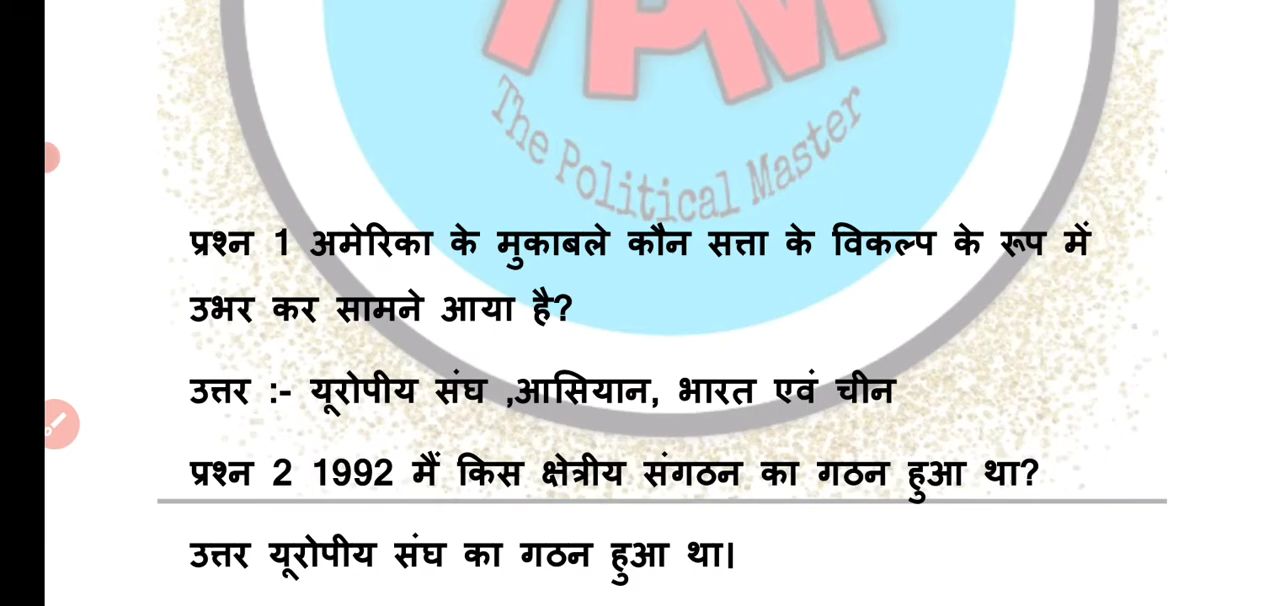 TPM
The Political Master
प्रश्न 1 अमेरिका के मुकाबले कौन सत्ता के विकल्प के रूप में
उभर कर सामने आया है?
उत्तर :- यूरोपीय संघ ,आसियान, भारत एवं चीन
प्रश्न 2 1992 मैं किस क्षेत्रीय संगठन का गठन हुआ था?
उत्तर यूरोपीय संघ का गठन हुआ था।